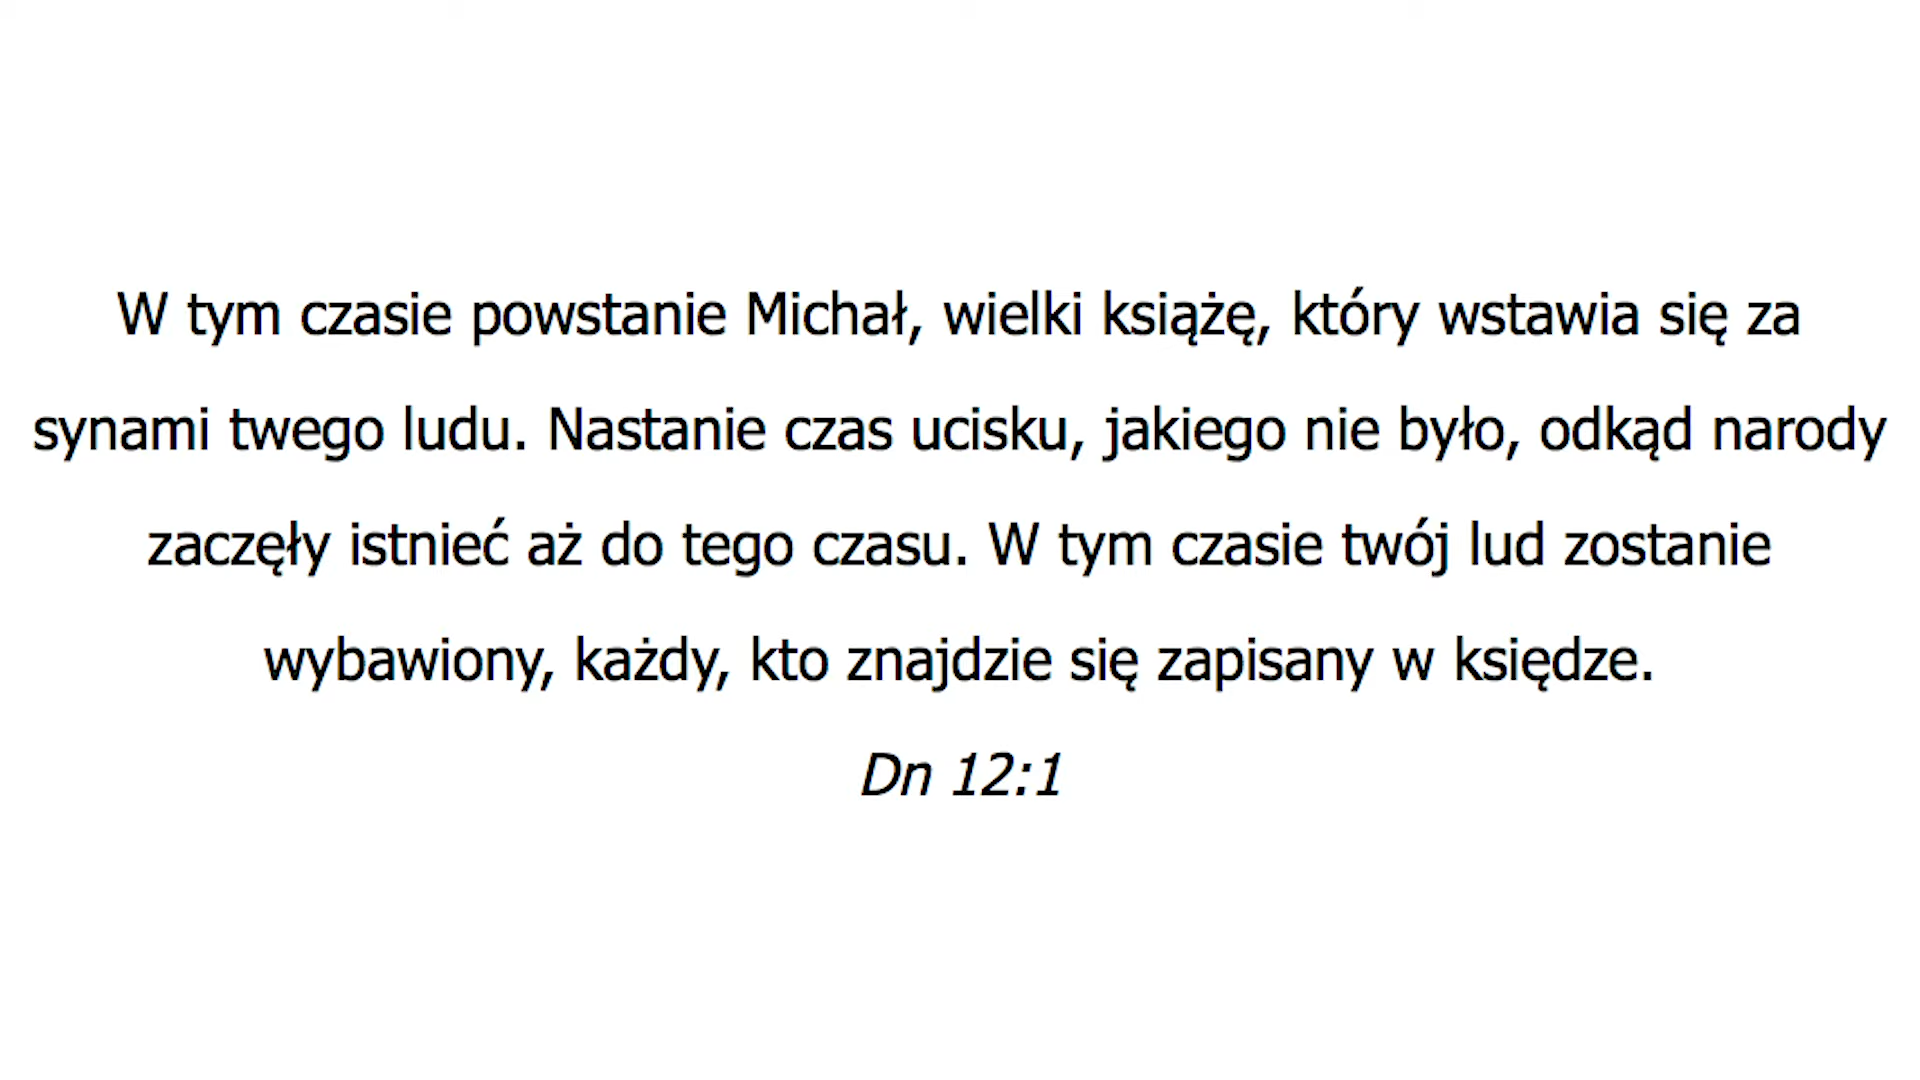 W tym czasie powstanie Michał, wielki książę, który wstawia się za
synami twego ludu. Nastanie czas ucisku, jakiego nie było, odkąd narody
zaczęły istnieć aż do tego czasu. W tym czasie twój lud zostanie
wybawiony, każdy, kto znajdzie się zapisany w księdze.
Dn 12:1